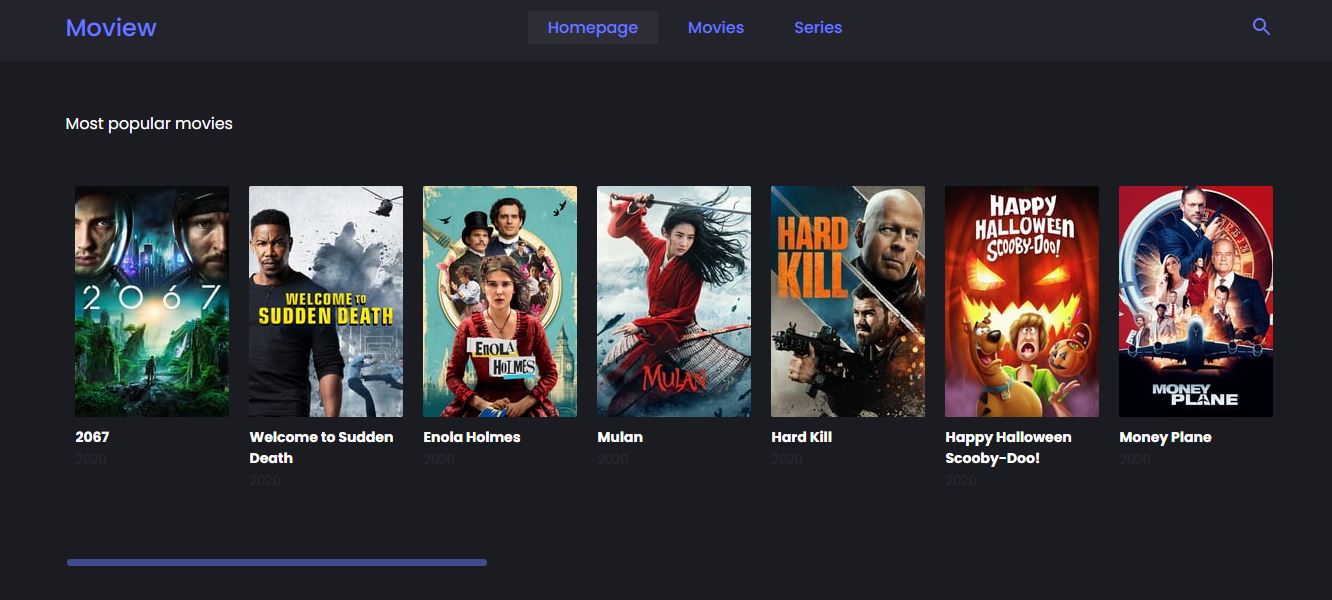 Moview
Homepage
Movies
Series
Most popular movies
2067
WELCOME TO
SUDDEN DEATH
ENOLA
HOLMES
MULAN
HARD
KILL
HAPPY
HALLOWEEN
SCOOBY-DOO!
MONEY
PLANE
2067
2020
Welcome to Sudden
Death
2020
Enola Holmes
2020
Mulan
2020
Hard Kill
2020
Happy Halloween
Scooby-Doo!
2020
Money Plane
2020